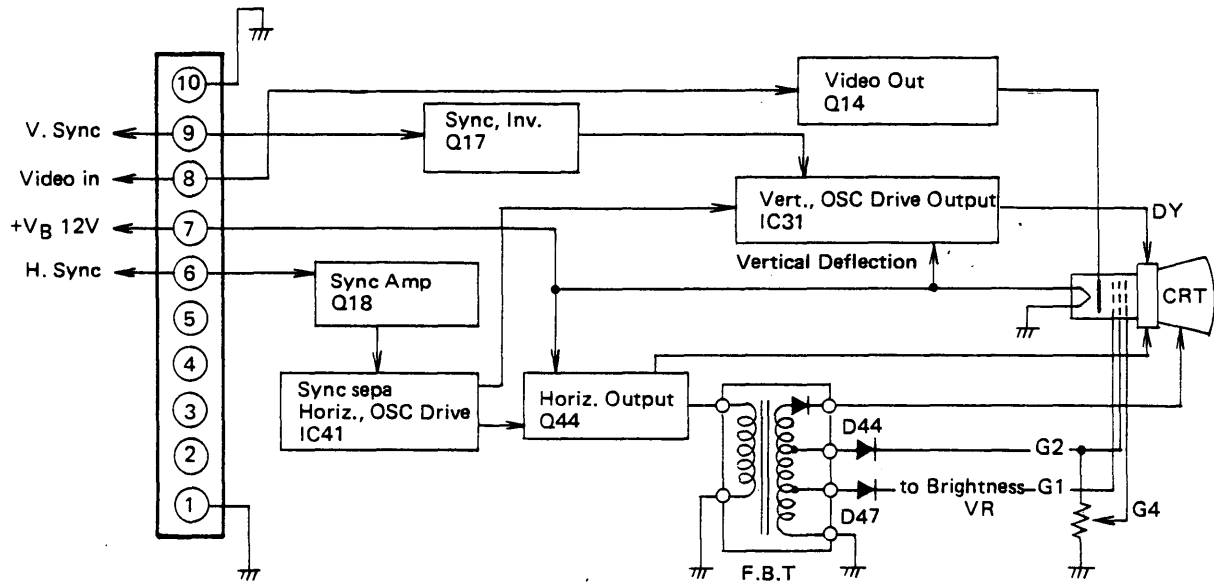 10
9
8
7
6
5
4
3
2
1
V. Sync
Video in
+VB 12V
H. Sync
Sync, Inv.
Q17
Video Out
Q14
Vert., OSC Drive Output
IC31
Vertical Deflection
DY
CRT
Sync Amp
Q18
Sync sepa
Horiz., OSC Drive
IC41
Horiz. Output
Q44
D44
G2
to Brightness G1
VR
D47
G4
F.B.T